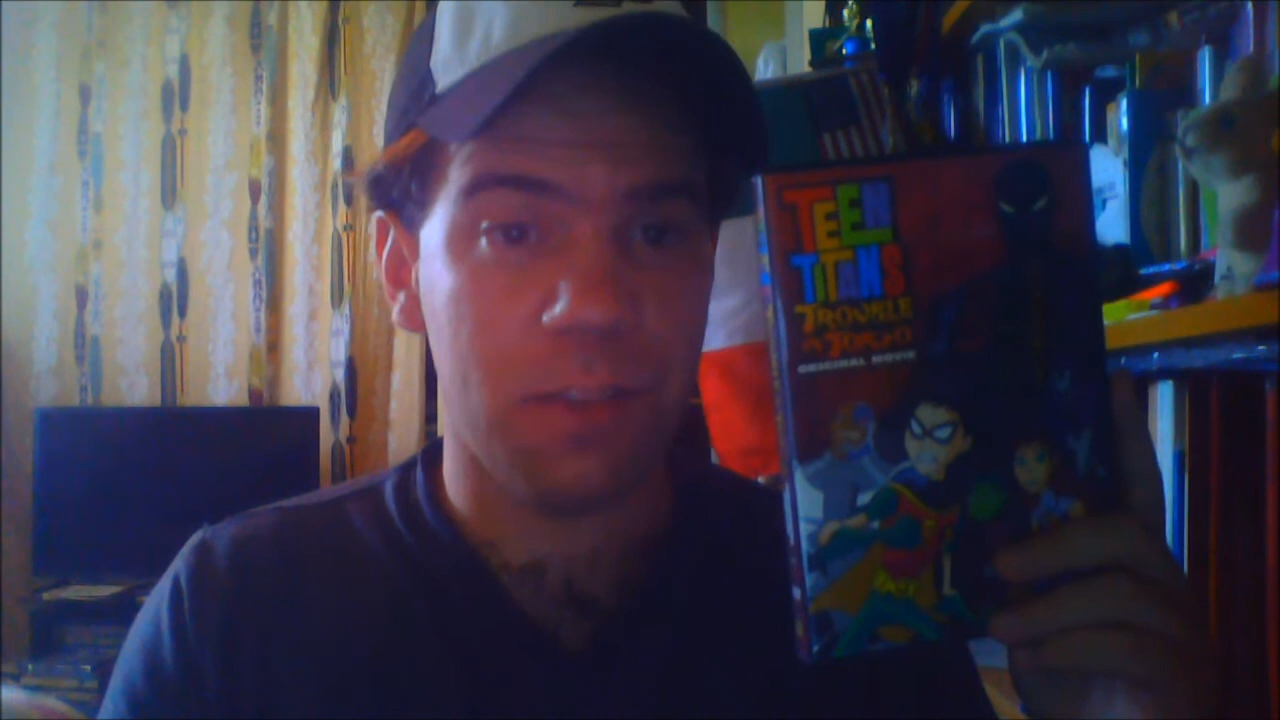 TEEN
TITANS
TROUBLE
IN TOKYO
ORIGINAL MOVIE